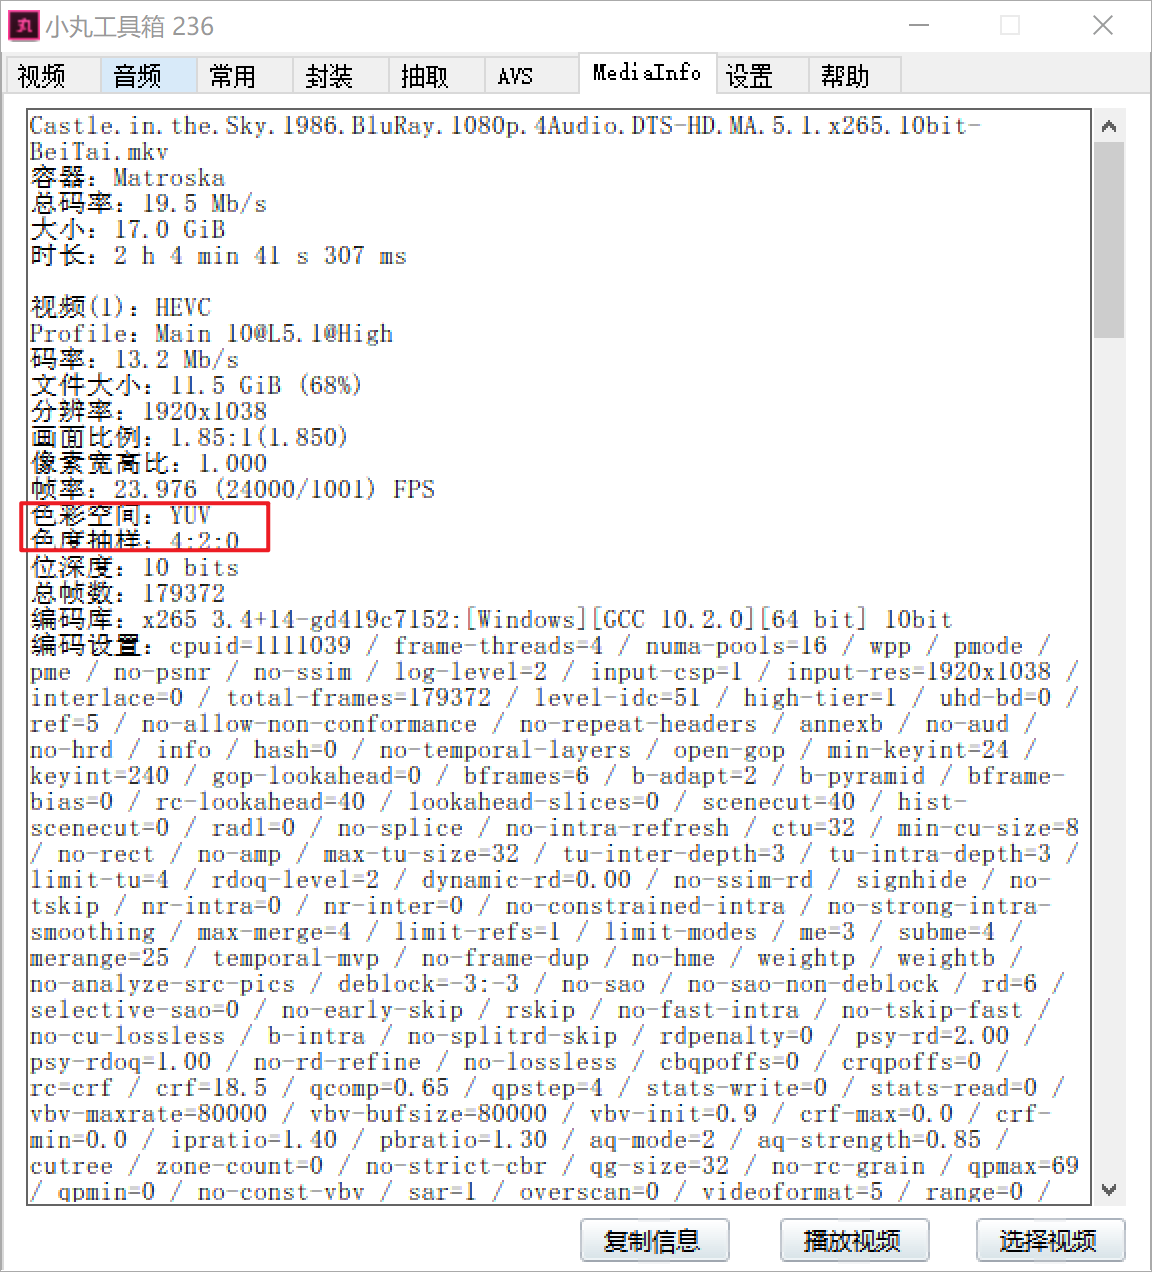 小丸工具箱 236
视频 音频 常用 封装 抽取 AVS MediaInfo 设置 帮助
Castle.in.the.Sky.1986.BluRay.1080p.4Audio.DTS-HD.MA.5.1.x265.10bit-
BeiTai.mkv
容器：Matroska
总码率：19.5 Mb/s
大小：17.0 GiB
时长：2 h 4 min 41 s 307 ms
视频(1)：HEVC
Profile：Main 10@L5.1@High
码率：13.2 Mb/s
文件大小：11.5 GiB (68%)
分辨率：1920x1038
画面比例：1.85:1(1.850)
像素宽高比：1.000
帧率：23.976 (24000/1001) FPS
色彩空间：YUV
色度抽样：4:2:0
位深度：10 bits
总帧数：179372
编码库：x265 3.4+14-gd419c7152:[Windows][GCC 10.2.0][64 bit] 10bit
编码设置：cpuid=1111039 / frame-threads=4 / numa-pools=16 / wpp / pmode /
pme / no-psnr / no-ssim / log-level=2 / input-csp=1 / input-res=1920x1038 /
interlace=0 / total-frames=179372 / level-idc=51 / high-tier=1 / uhd-bd=0 /
ref=5 / no-allow-non-conformance / no-repeat-headers / annexb / no-aud /
no-hrd / info / hash=0 / no-temporal-layers / open-gop / min-keyint=24 /
keyint=240 / gop-lookahead=0 / bframes=6 / b-adapt=2 / b-pyramid / bframe-
bias=0 / rc-lookahead=40 / lookahead-slices=0 / scenecut=40 / hist-
scenecut=0 / radl=0 / no-splice / no-intra-refresh / ctu=32 / min-cu-size=8
/ no-rect / no-amp / max-tu-size=32 / tu-inter-depth=3 / tu-intra-depth=3 /
limit-tu=4 / rdoq-level=2 / dynamic-rd=0.00 / no-ssim-rd / signhide / no-
tskip / nr-intra=0 / nr-inter=0 / no-constrained-intra / no-strong-intra-
smoothing / max-merge=4 / limit-refs=1 / limit-modes / me=3 / subme=4 /
merange=25 / temporal-mvp / no-frame-dup / no-hme / weightp / weightb /
no-analyze-src-pics / deblock=-3:-3 / no-sao / no-sao-non-deblock / rd=6 /
selective-sao=0 / no-early-skip / rskip / no-fast-intra / no-tskip-fast /
no-cu-lossless / b-intra / no-splitrd-skip / rdpenalty=0 / psy-rd=2.00 /
psy-rdoq=1.00 / no-rd-refine / no-lossless / cbqpoffs=0 / crqpoffs=0 /
rc=crf / crf=18.5 / qcomp=0.65 / qpstep=4 / stats-write=0 / stats-read=0 /
vbv-maxrate=80000 / vbv-bufsize=80000 / vbv-init=0.9 / crf-max=0.0 / crf-
min=0.0 / ipratio=1.40 / pbratio=1.30 / aq-mode=2 / aq-strength=0.85 /
cutree / zone-count=0 / no-strict-cbr / qg-size=32 / no-rc-grain / qpmax=69
/ qpmin=0 / no-const-vbv / sar=1 / overscan=0 / videoformat=5 / range=0 /
复制信息 播放视频 选择视频